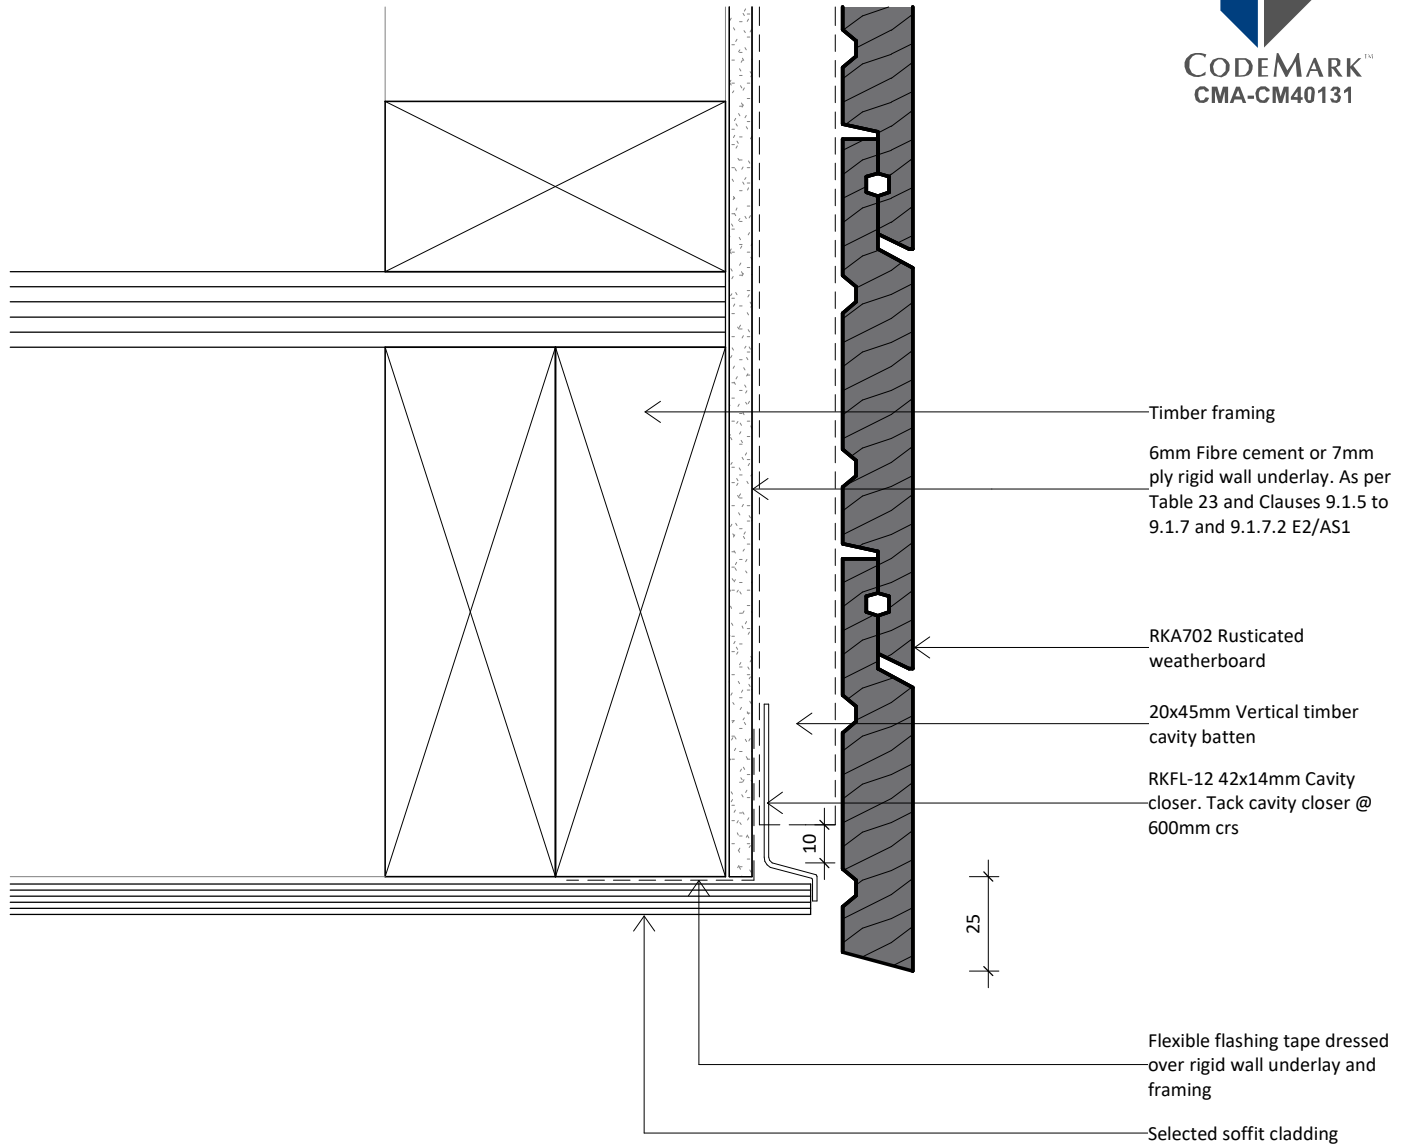 CODEMARK™
CMA-CM40131
Timber framing
6mm Fibre cement or 7mm
ply rigid wall underlay. As per
Table 23 and Clauses 9.1.5 to
9.1.7 and 9.1.7.2 E2/AS1
RKA702 Rusticated
weatherboard
20x45mm Vertical timber
cavity batten
RKFL-12 42x14mm Cavity
closer. Tack cavity closer @
600mm crs
10
25
Flexible flashing tape dressed
over rigid wall underlay and
framing
Selected soffit cladding